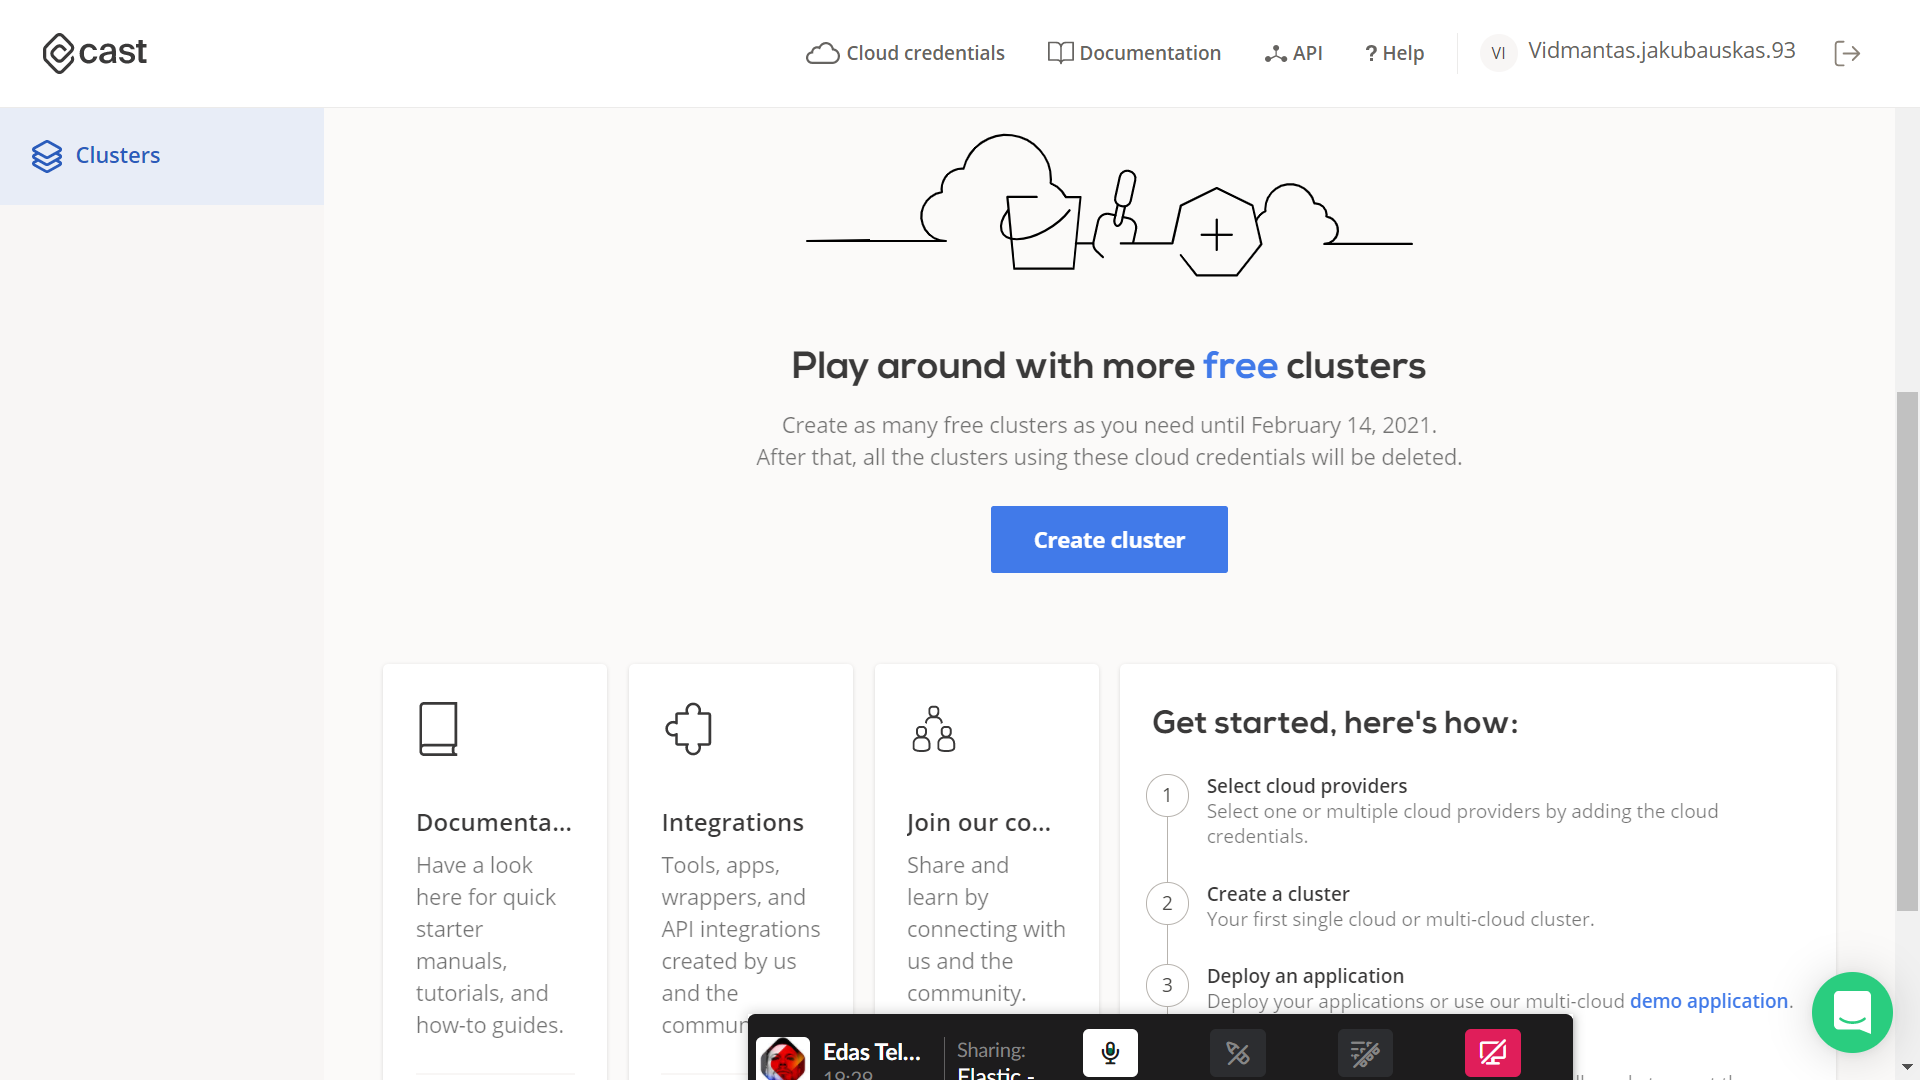 cast
Cloud credentials
Documentation
API
? Help
VI
Vidmantas.jakubauskas.93
Clusters
Play around with more free clusters
Create as many free clusters as you need until February 14, 2021.
After that, all the clusters using these cloud credentials will be deleted.
Create cluster
Documenta...
Have a look
here for quick
starter
manuals,
tutorials, and
how-to guides.
Integrations
Tools, apps,
wrappers, and
API integrations
created by us
and the
commun
Join our co...
Share and
learn by
connecting with
us and the
community.
Get started, here's how:
1
Select cloud providers
Select one or multiple cloud providers by adding the cloud
credentials.
2
Create a cluster
Your first single cloud or multi-cloud cluster.
3
Deploy an application
Deploy your applications or use our multi-cloud demo application.
Edas Tel...
19:29
Sharing:
Elastic -